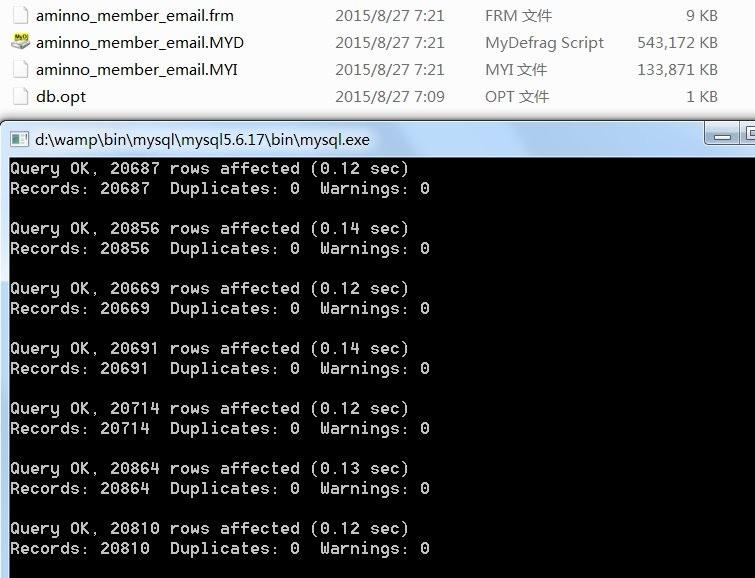 aminno_member_email.frm 2015/8/27 7:21 FRM 文件 9 KB
aminno_member_email.MYD 2015/8/27 7:21 MyDefrag Script 543,172 KB
aminno_member_email.MYI 2015/8/27 7:21 MYI 文件 133,871 KB
db.opt 2015/8/27 7:09 OPT 文件 1 KB
d:\wamp\bin\mysql\mysql5.6.17\bin\mysql.exe
Query OK, 20687 rows affected (0.12 sec)
Records: 20687 Duplicates: 0 Warnings: 0
Query OK, 20856 rows affected (0.14 sec)
Records: 20856 Duplicates: 0 Warnings: 0
Query OK, 20669 rows affected (0.12 sec)
Records: 20669 Duplicates: 0 Warnings: 0
Query OK, 20691 rows affected (0.14 sec)
Records: 20691 Duplicates: 0 Warnings: 0
Query OK, 20714 rows affected (0.12 sec)
Records: 20714 Duplicates: 0 Warnings: 0
Query OK, 20864 rows affected (0.13 sec)
Records: 20864 Duplicates: 0 Warnings: 0
Query OK, 20810 rows affected (0.12 sec)
Records: 20810 Duplicates: 0 Warnings: 0